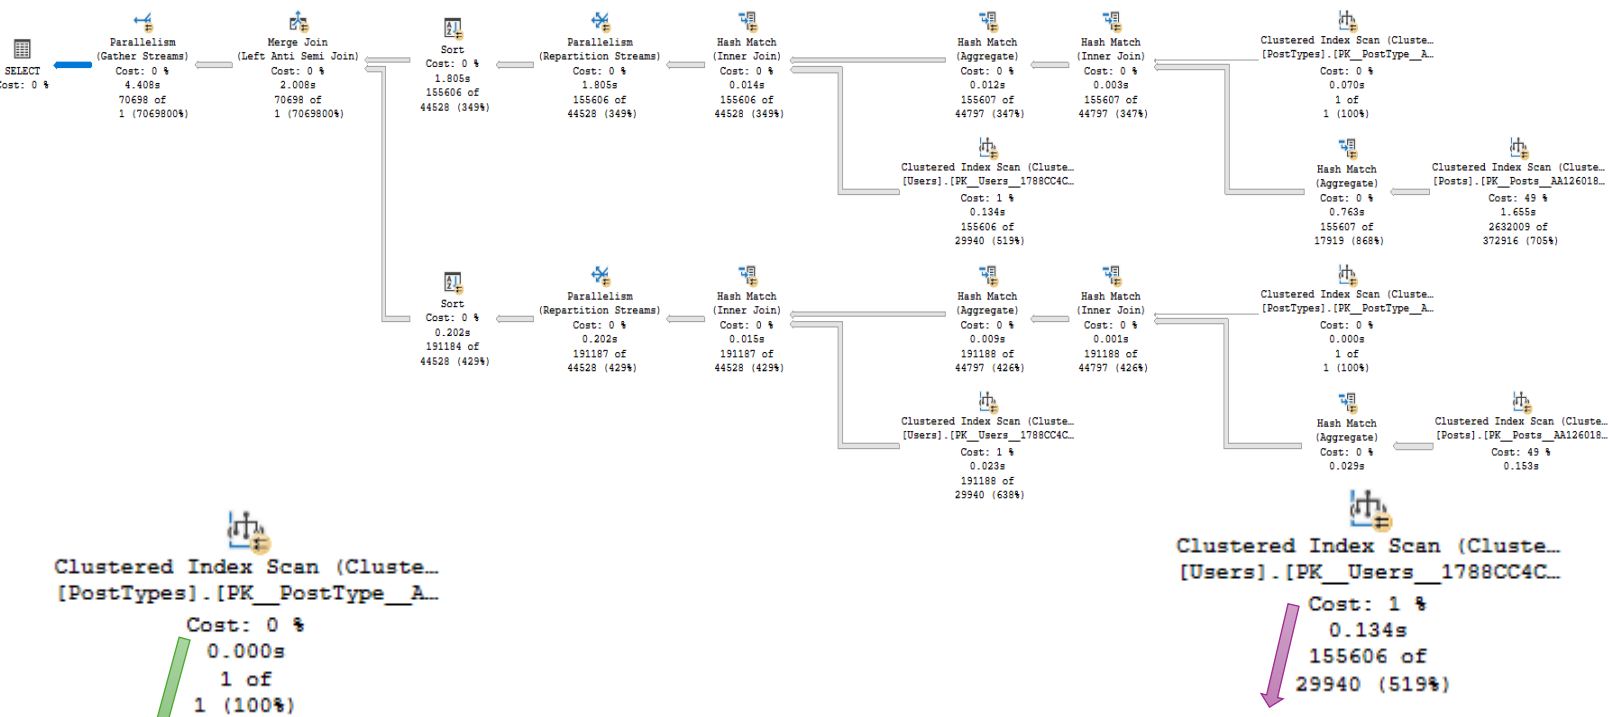 SELECT
Cost: 0 %
Parallelism
(Gather Streams)
Cost: 0 %
4.408s
70698 of
1 (7069800%)
Merge Join
(Left Anti Semi Join)
Cost: 0 %
2.008s
70698 of
1 (7069800%)
Sort
Cost: 0 %
1.805s
155606 of
44528 (349%)
Parallelism
(Repartition Streams)
Cost: 0 %
1.805s
155606 of
44528 (349%)
Hash Match
(Inner Join)
Cost: 0 %
0.014s
155606 of
44528 (349%)
Hash Match
(Aggregate)
Cost: 0 %
0.012s
155607 of
44797 (347%)
Hash Match
(Inner Join)
Cost: 0 %
0.003s
155607 of
44797 (347%)
Clustered Index Scan (Cluste…
[PostTypes].[PK__PostType__A…
Cost: 0 %
0.070s
1 of
1 (100%)
Clustered Index Scan (Cluste…
[Users].[PK__Users__1788CC4C…
Cost: 1 %
0.134s
155606 of
29940 (519%)
Hash Match
(Aggregate)
Cost: 0 %
0.763s
155607 of
17919 (868%)
Clustered Index Scan (Cluste…
[Posts].[PK__Posts__AA126018…
Cost: 49 %
1.655s
2632009 of
372916 (705%)
Sort
Cost: 0 %
0.202s
191184 of
44528 (429%)
Parallelism
(Repartition Streams)
Cost: 0 %
0.202s
191187 of
44528 (429%)
Hash Match
(Inner Join)
Cost: 0 %
0.015s
191187 of
44528 (429%)
Hash Match
(Aggregate)
Cost: 0 %
0.009s
191188 of
44797 (426%)
Hash Match
(Inner Join)
Cost: 0 %
0.001s
191188 of
44797 (426%)
Clustered Index Scan (Cluste…
[PostTypes].[PK__PostType__A…
Cost: 0 %
0.000s
1 of
1 (100%)
Clustered Index Scan (Cluste…
[Users].[PK__Users__1788CC4C…
Cost: 1 %
0.023s
191188 of
29940 (638%)
Hash Match
(Aggregate)
Cost: 0 %
0.029s
Clustered Index Scan (Cluste…
[Posts].[PK__Posts__AA126018…
Cost: 49 %
0.153s
Clustered Index Scan (Cluste…
[PostTypes].[PK__PostType__A…
Cost: 0 %
0.000s
1 of
1 (100%)
Clustered Index Scan (Cluste…
[Users].[PK__Users__1788CC4C…
Cost: 1 %
0.134s
155606 of
29940 (519%)